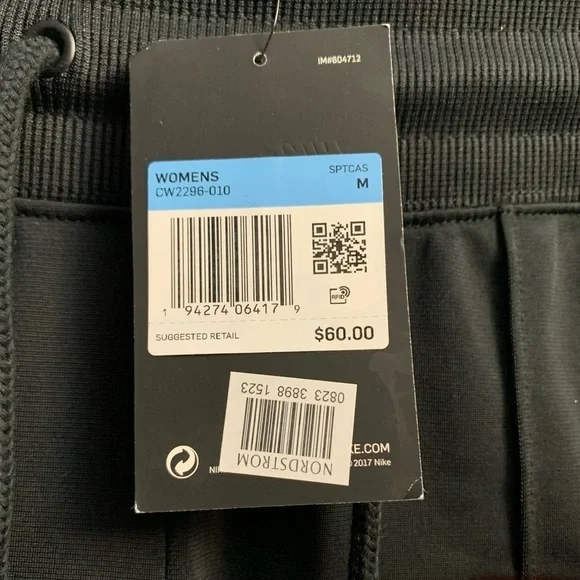 IM#604712
WOMENS SPTCAS
CW2296-010 M
RFID
1 94274 06417 9
SUGGESTED RETAIL $60.00
0823 3898 1523
NORDSTROM
KE.COM
2017 Nike